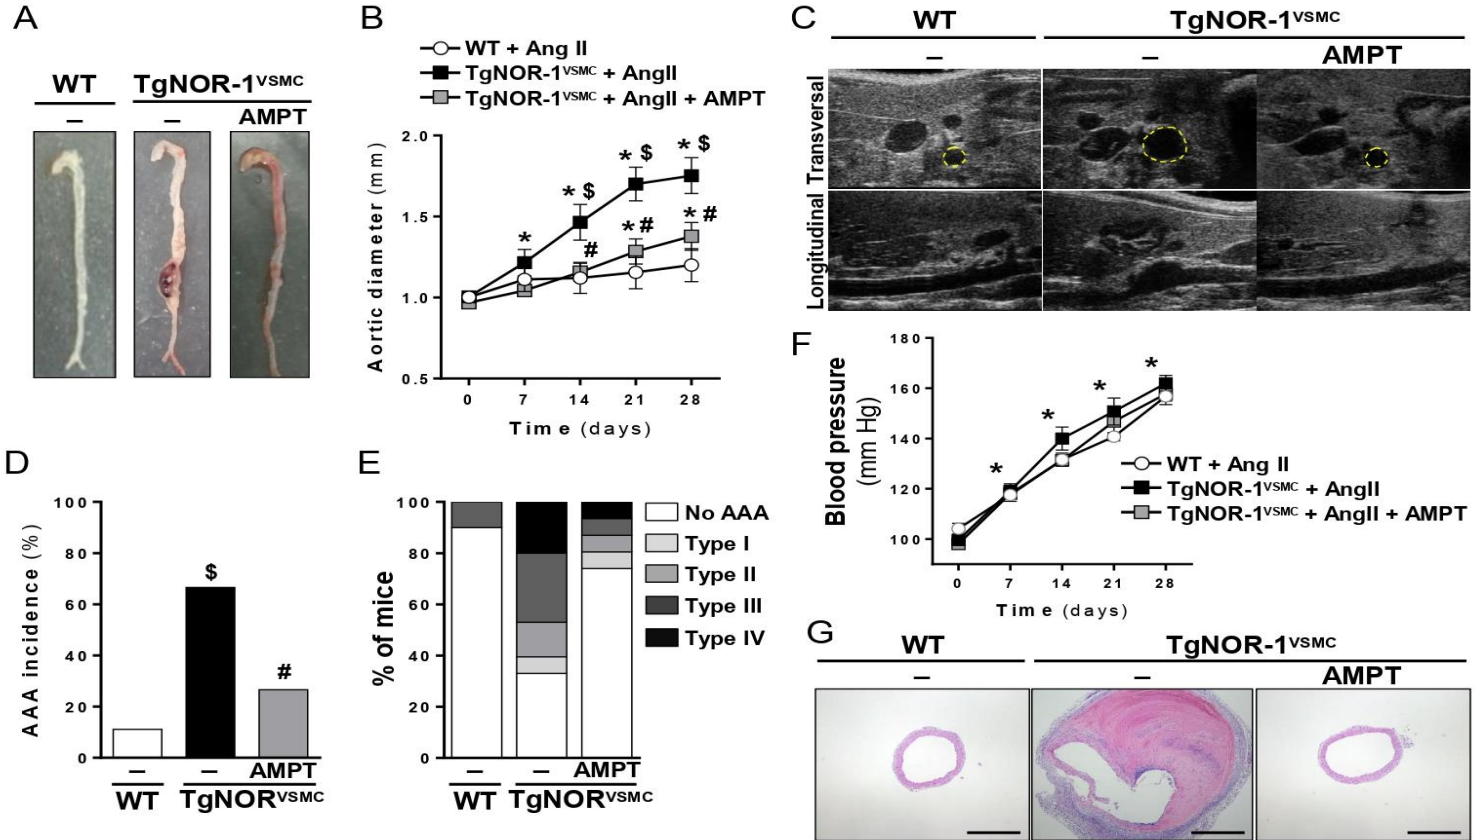 A
WT
TgNOR-1VSMC
–
–
AMPT
B
WT + Ang II
TgNOR-1VSMC + AngII
TgNOR-1VSMC + AngII + AMPT
Aortic diameter (mm)
2.0
1.5
1.0
0.5
*
* $
* $
* $
#
* #
* #
0 7 14 21 28
Time (days)
C
WT
TgNOR-1VSMC
–
–
AMPT
Transversal
Longitudinal
D
AAA incidence (%)
100
80
60
40
20
0
$
#
–
–
AMPT
WT
TgNORVSMC
E
% of mice
100
80
60
40
20
0
No AAA
Type I
Type II
Type III
Type IV
–
–
AMPT
WT
TgNORVSMC
F
Blood pressure
(mm Hg)
180
160
140
120
100
*
*
*
*
WT + Ang II
TgNOR-1VSMC + AngII
TgNOR-1VSMC + AngII + AMPT
0 7 14 21 28
Time (days)
G
WT
TgNOR-1VSMC
–
–
AMPT